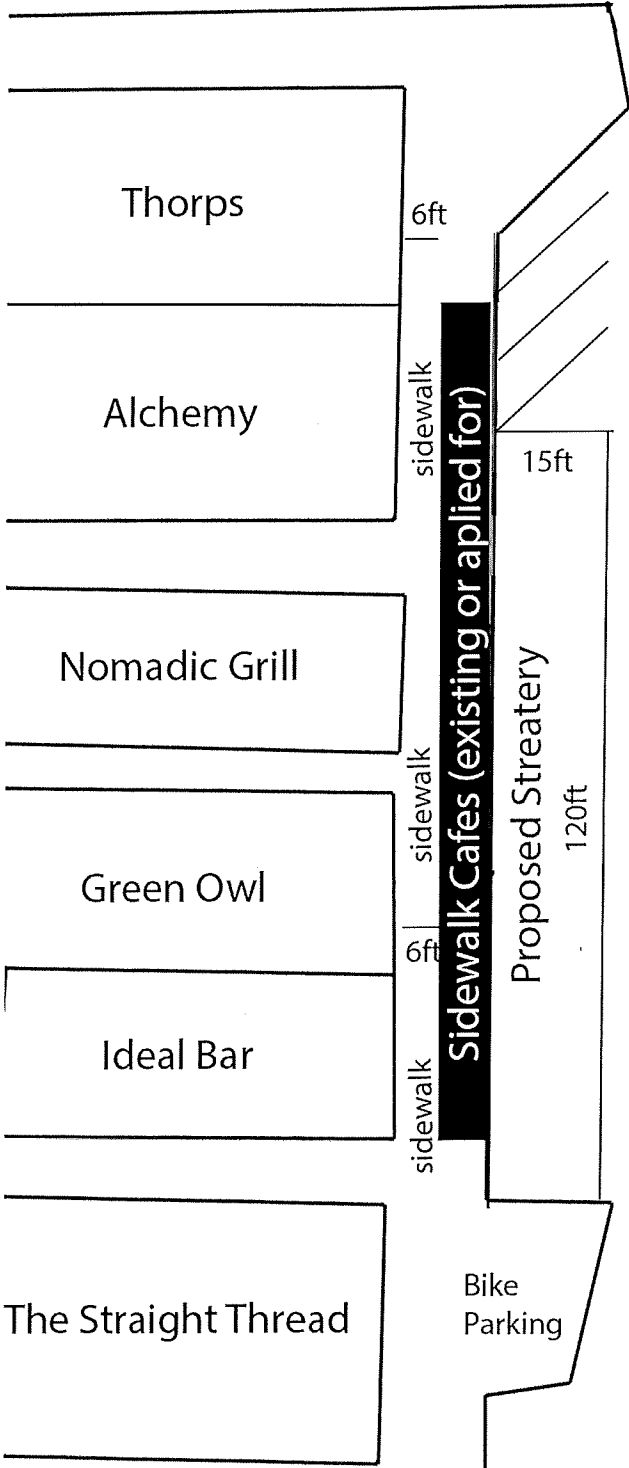 Thorps
6ft
Alchemy
sidewalk
Sidewalk Cafes (existing or aplied for)
15ft
Nomadic Grill
sidewalk
Proposed Streatery
120ft
Green Owl
6ft
Ideal Bar
sidewalk
The Straight Thread
Bike
Parking